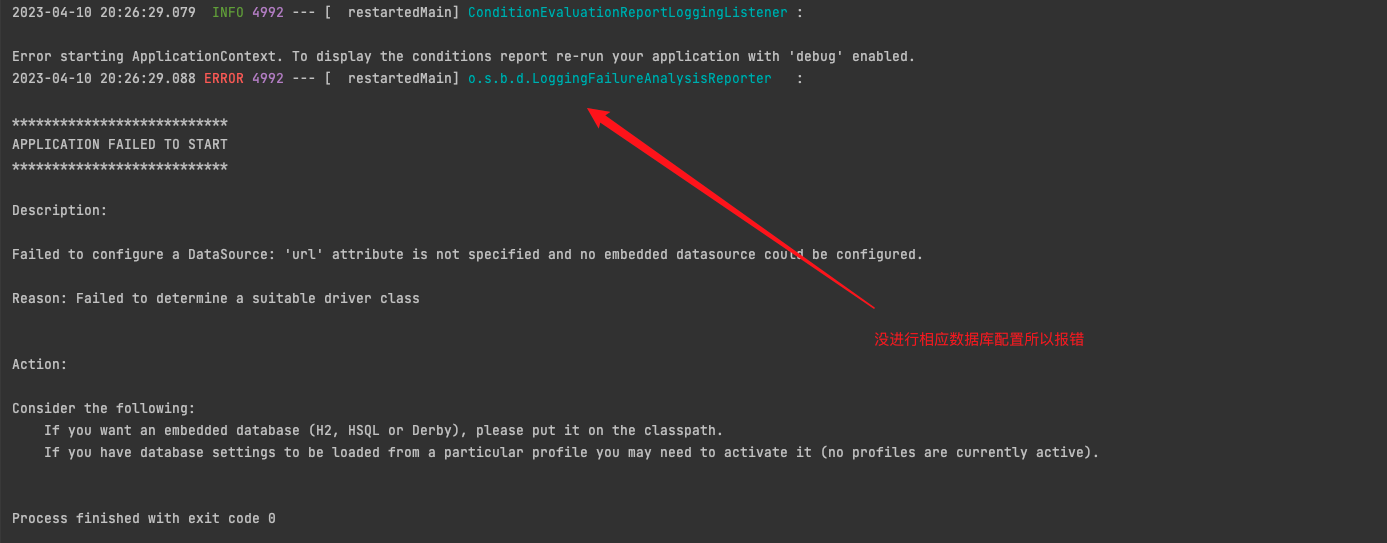 2023-04-10 20:26:29.079  INFO 4992 --- [  restartedMain] ConditionEvaluationReportLoggingListener :
Error starting ApplicationContext. To display the conditions report re-run your application with 'debug' enabled.
2023-04-10 20:26:29.088 ERROR 4992 --- [  restartedMain] o.s.b.d.LoggingFailureAnalysisReporter   :
***************************
APPLICATION FAILED TO START
***************************
Description:
Failed to configure a DataSource: 'url' attribute is not specified and no embedded datasource could be configured.
Reason: Failed to determine a suitable driver class
没进行相应数据库配置所以报错
Action:
Consider the following:
    If you want an embedded database (H2, HSQL or Derby), please put it on the classpath.
    If you have database settings to be loaded from a particular profile you may need to activate it (no profiles are currently active).
Process finished with exit code 0